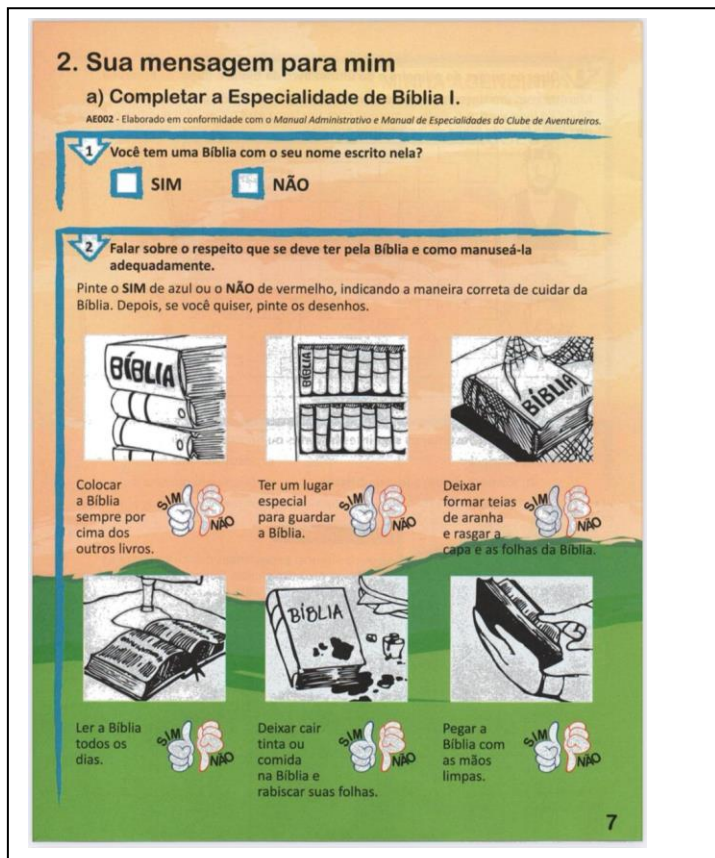 2. Sua mensagem para mim
a) Completar a Especialidade de Bíblia I.
AE002 - Elaborado em conformidade com o Manual Administrativo e Manual de Especialidades do Clube de Aventureiros.
1 Você tem uma Bíblia com o seu nome escrito nela?
SIM NÃO
2 Falar sobre o respeito que se deve ter pela Bíblia e como manuseá-la
adequadamente.
Pinte o SIM de azul ou o NÃO de vermelho, indicando a maneira correta de cuidar da
Bíblia. Depois, se você quiser, pinte os desenhos.
BÍBLIA
BÍBLIA
BÍBLIA
Colocar
a Bíblia
sempre por
cima dos
outros livros.
SIM NÃO
Ter um lugar
especial
para guardar
a Bíblia.
SIM NÃO
Deixar
formar teias
de aranha
e rasgar a
capa e as folhas da Bíblia.
SIM NÃO
BÍBLIA
Ler a Bíblia
todos os
dias.
SIM NÃO
Deixar cair
tinta ou
comida
na Bíblia e
rabiscar suas folhas.
SIM NÃO
Pegar a
Bíblia com
as mãos
limpas.
SIM NÃO
7